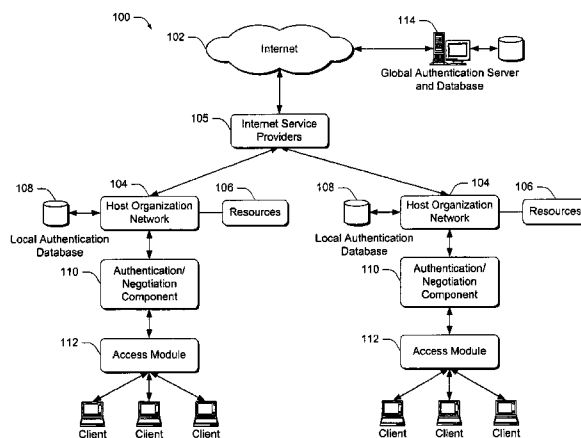 100
102
Internet
114
Global Authentication Server
and Database
105
Internet Service
Providers
108
104
Host Organization
Network
106
Resources
Local Authentication
Database
110
Authentication/
Negotiation
Component
112
Access Module
Client
Client
Client
108
104
Host Organization
Network
106
Resources
Local Authentication
Database
110
Authentication/
Negotiation
Component
112
Access Module
Client
Client
Client